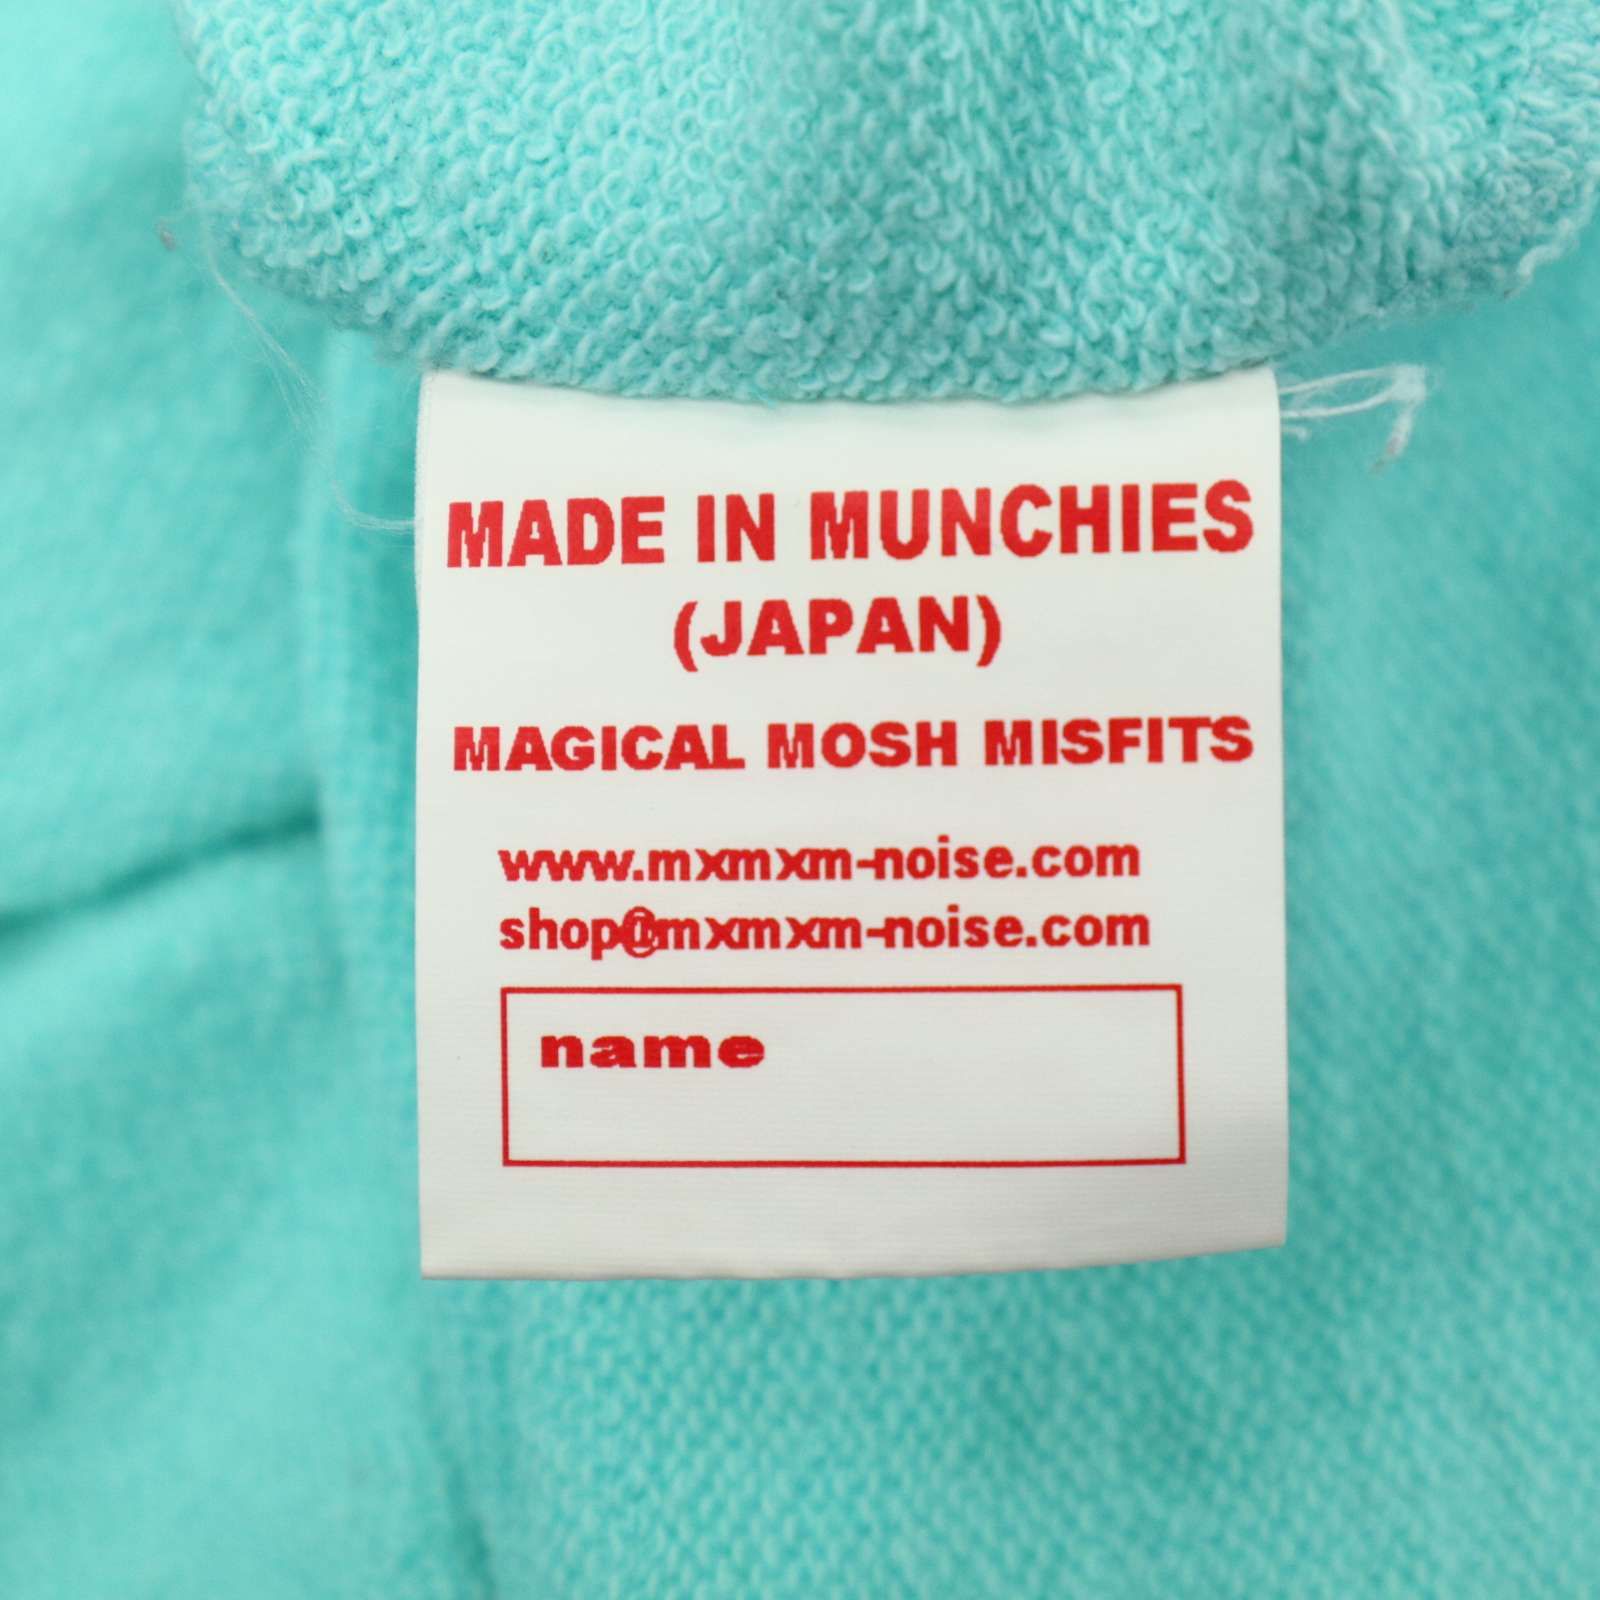 MADE IN MUNCHIES
(JAPAN)
MAGICAL MOSH MISFITS
www.mxmxm-noise.com
shop@mxmxm-noise.com
name